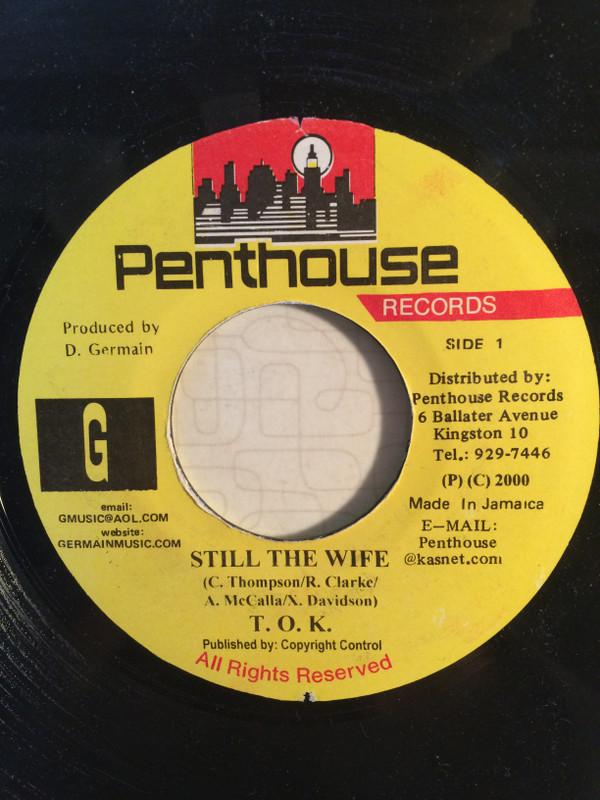 Penthouse
RECORDS
Produced by
D. Germain
G
email:
GMUSIC@AOL.COM
website:
GERMAINMUSIC.COM
SIDE 1
Distributed by:
Penthouse Records
6 Ballater Avenue
Kingston 10
Tel.: 929-7446
(P) (C) 2000
Made In Jamaica
E-MAIL:
Penthouse
@kasnet.com
STILL THE WIFE
(C. Thompson/R. Clarke/
A. McCalla/X. Davidson)
T. O. K.
Published by: Copyright Control
All Rights Reserved